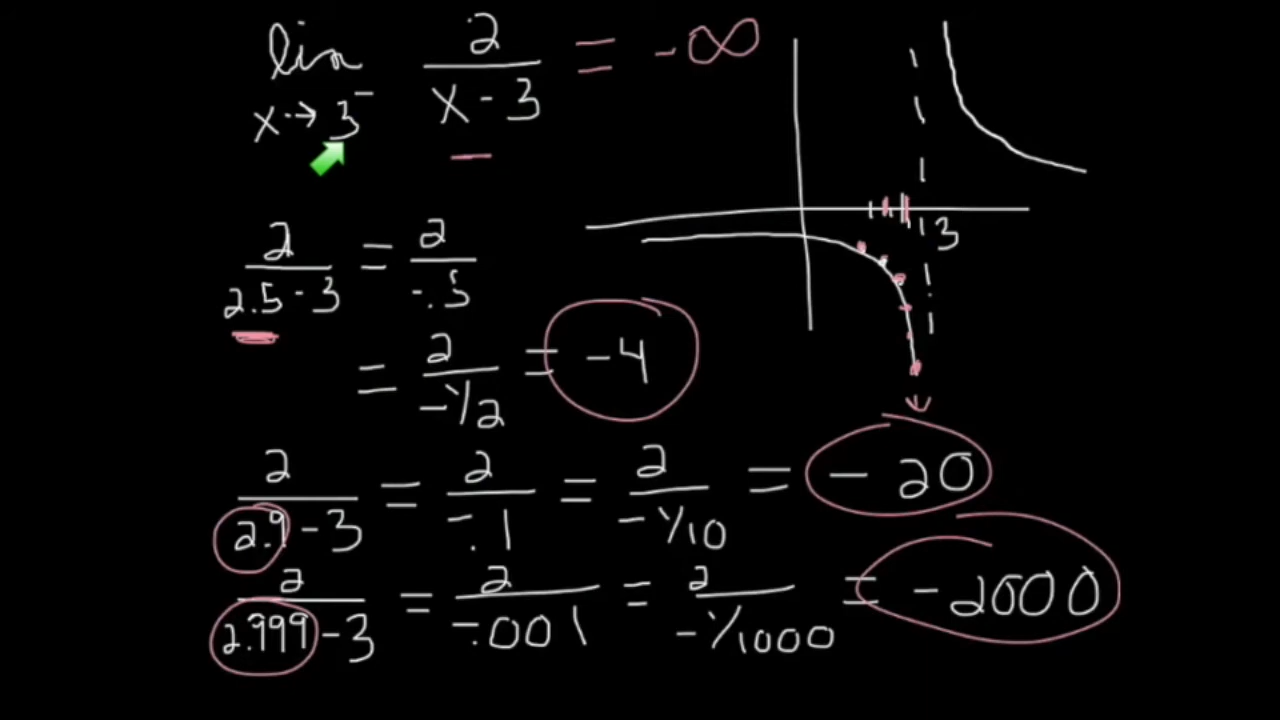 lim 2/(x - 3) = -∞
x → 3⁻
3
2/(2.5 - 3) = 2/(-.5)
= 2/(-1/2) = -4
2/(2.9 - 3) = 2/(-.1) = 2/(-1/10) = -20
2/(2.999 - 3) = 2/(-.001) = 2/(-1/1000) = -2000